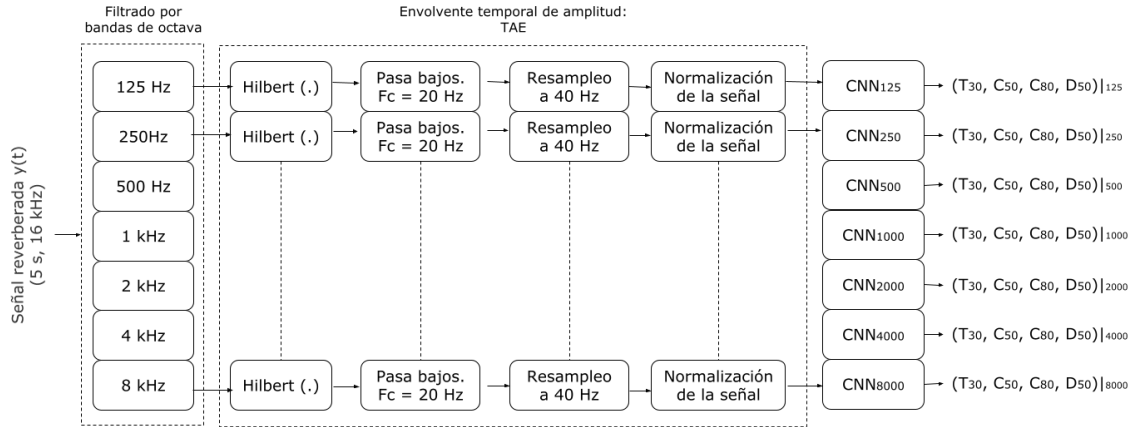 Filtrado por
bandas de octava
Envolvente temporal de amplitud:
TAE
Señal reverberada y(t)
(5 s, 16 kHz)
125 Hz
Hilbert (.)
Pasa bajos.
Fc = 20 Hz
Resampleo
a 40 Hz
Normalización
de la señal
CNN125
(T30, C50, C80, D50)|125
250Hz
Hilbert (.)
Pasa bajos.
Fc = 20 Hz
Resampleo
a 40 Hz
Normalización
de la señal
CNN250
(T30, C50, C80, D50)|250
500 Hz
CNN500
(T30, C50, C80, D50)|500
1 kHz
CNN1000
(T30, C50, C80, D50)|1000
2 kHz
CNN2000
(T30, C50, C80, D50)|2000
4 kHz
CNN4000
(T30, C50, C80, D50)|4000
8 kHz
Hilbert (.)
Pasa bajos.
Fc = 20 Hz
Resampleo
a 40 Hz
Normalización
de la señal
CNN8000
(T30, C50, C80, D50)|8000